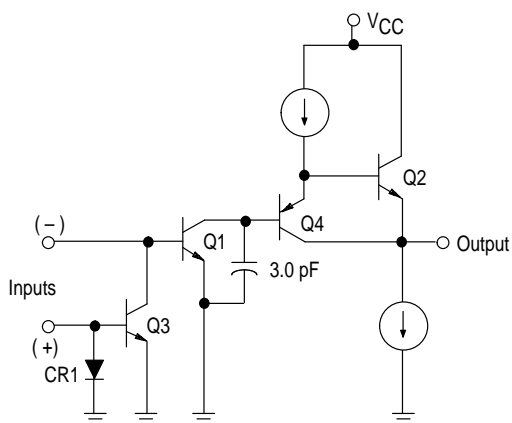 VCC
Q2
Q4
(−)
Q1
Output
3.0 pF
Inputs
Q3
(+)
CR1